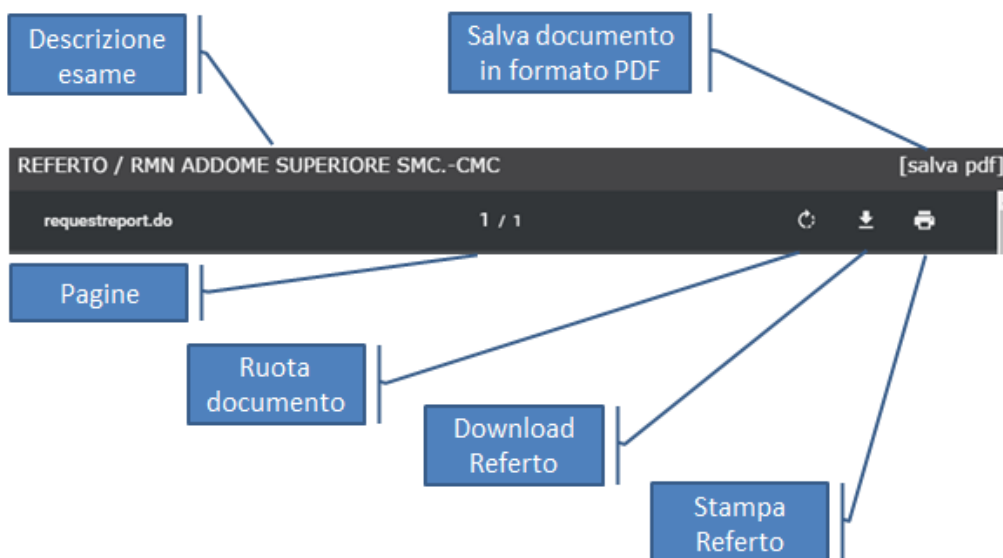 Descrizione
esame
Salva documento
in formato PDF
REFERTO / RMN ADDOME SUPERIORE SMC.-CMC
[salva pdf]
requestreport.do
1 / 1
Pagine
Ruota
documento
Download
Referto
Stampa
Referto